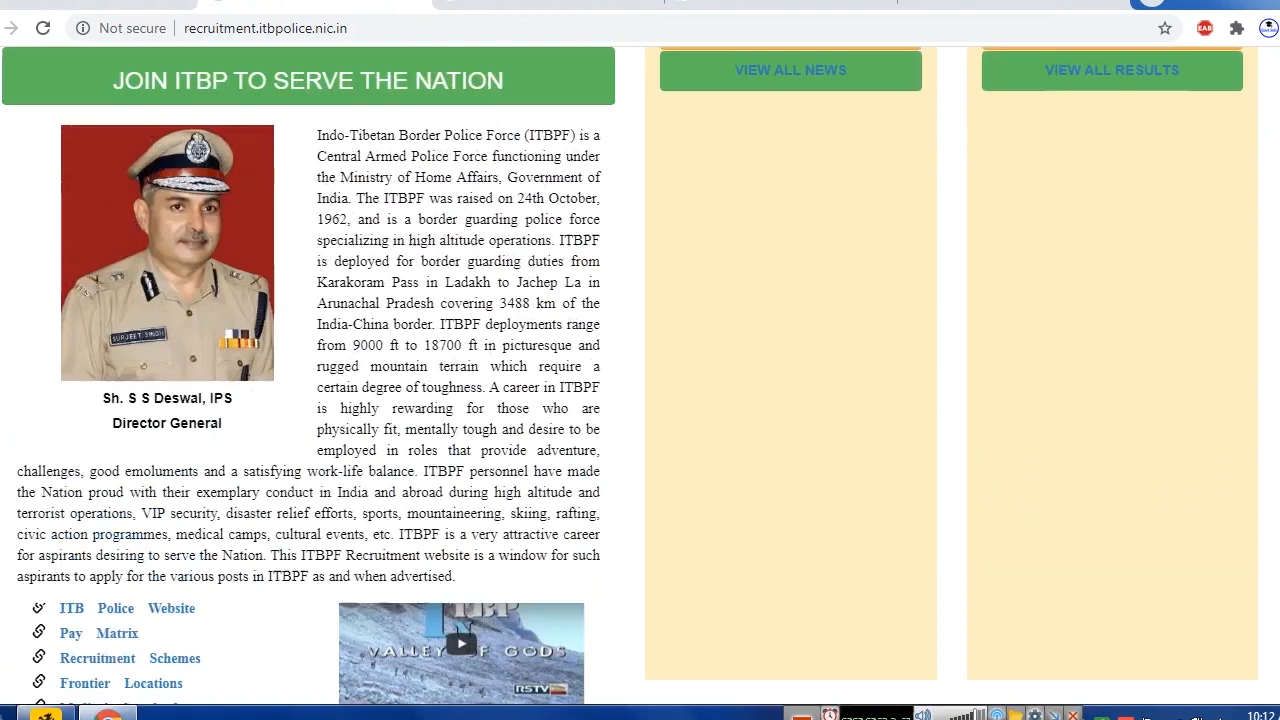 Not secure
recruitment.itbpolice.nic.in
EAB
JOIN ITBP TO SERVE THE NATION
VIEW ALL NEWS
VIEW ALL RESULTS
SURJEET SINGH
Sh. S S Deswal, IPS
Director General
Indo-Tibetan Border Police Force (ITBPF) is a
Central Armed Police Force functioning under
the Ministry of Home Affairs, Government of
India. The ITBPF was raised on 24th October,
1962, and is a border guarding police force
specializing in high altitude operations. ITBPF
is deployed for border guarding duties from
Karakoram Pass in Ladakh to Jachep La in
Arunachal Pradesh covering 3488 km of the
India-China border. ITBPF deployments range
from 9000 ft to 18700 ft in picturesque and
rugged mountain terrain which require a
certain degree of toughness. A career in ITBPF
is highly rewarding for those who are
physically fit, mentally tough and desire to be
employed in roles that provide adventure,
challenges, good emoluments and a satisfying work-life balance. ITBPF personnel have made
the Nation proud with their exemplary conduct in India and abroad during high altitude and
terrorist operations, VIP security, disaster relief efforts, sports, mountaineering, skiing, rafting,
civic action programmes, medical camps, cultural events, etc. ITBPF is a very attractive career
for aspirants desiring to serve the Nation. This ITBPF Recruitment website is a window for such
aspirants to apply for the various posts in ITBPF as and when advertised.
ITB Police Website
Pay Matrix
Recruitment Schemes
Frontier Locations
ITBP
VALLEY OF GODS
RSTV
10:12